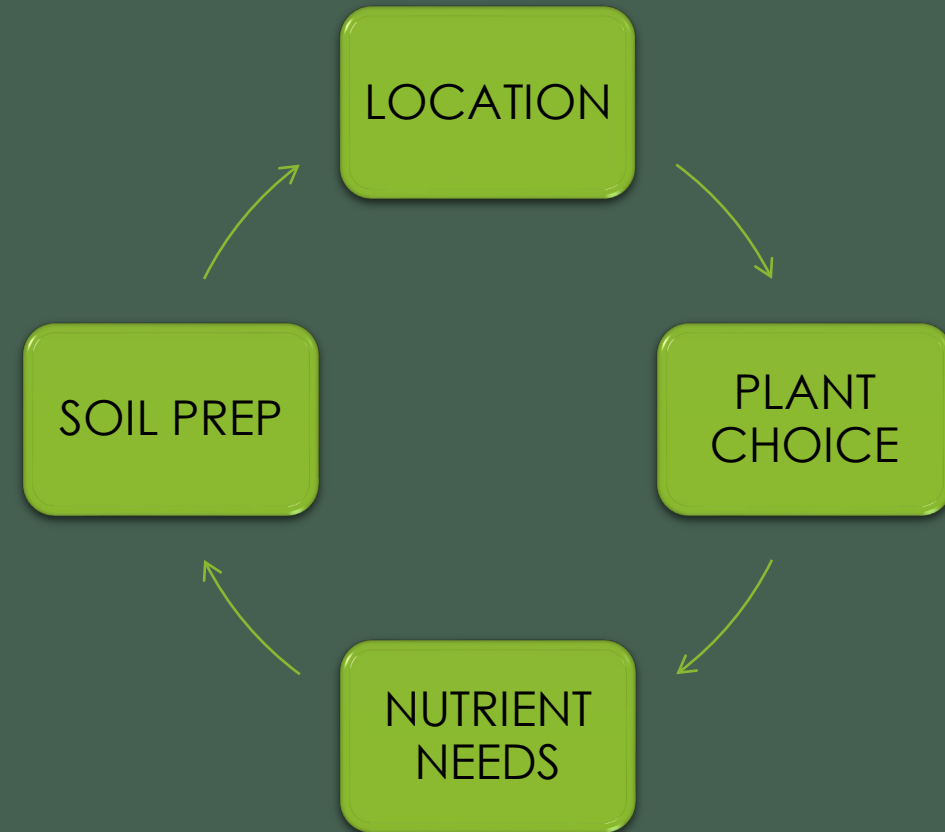 LOCATION
PLANT
CHOICE
NUTRIENT
NEEDS
SOIL PREP